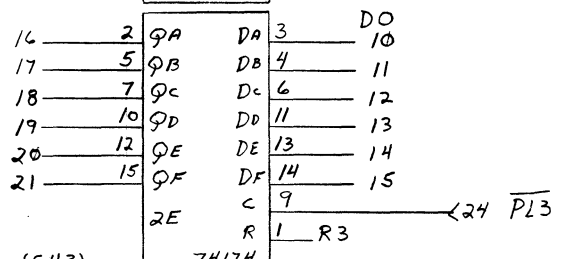 DO
16 2 QA DA 3 10
17 5 QB DB 4 11
18 7 QC DC 6 12
19 10 QD DD 11 13
20 12 QE DE 13 14
21 15 QF DF 14 15
C 9 24 PL3
2E R 1 R3
74174